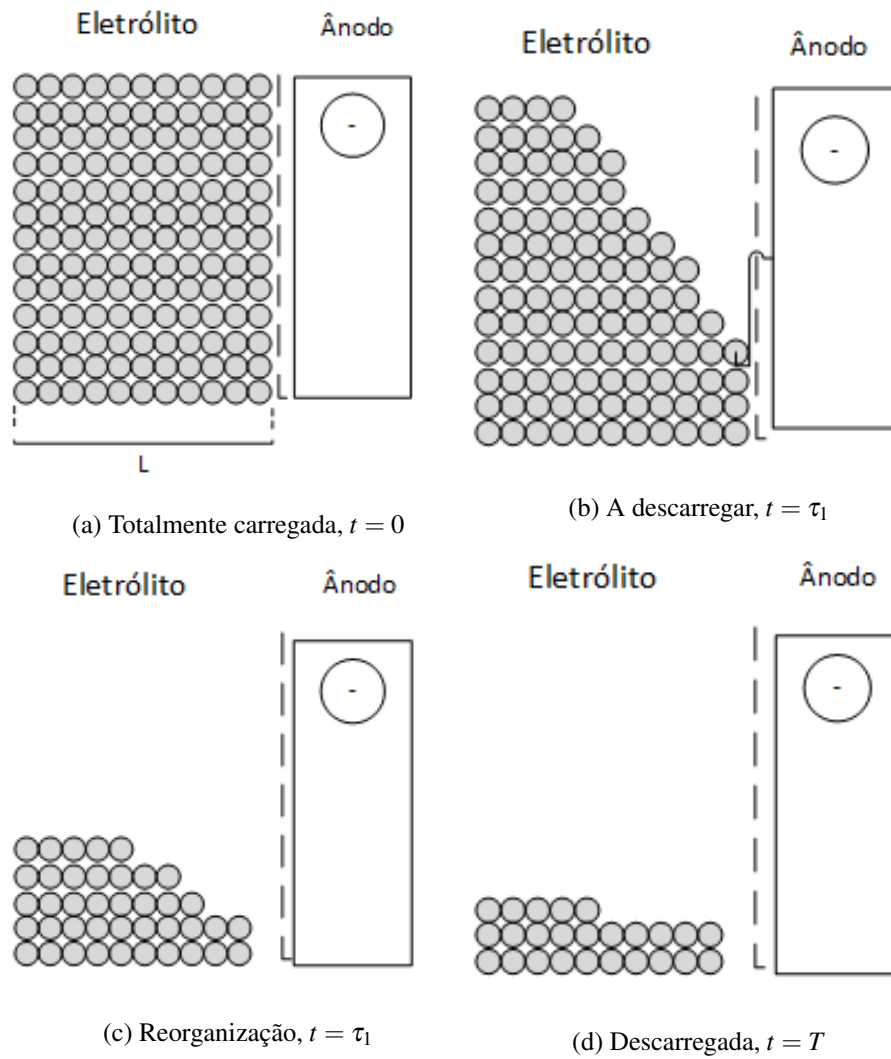 Eletrólito
Ânodo
-
L
(a) Totalmente carregada, t = 0
Eletrólito
Ânodo
-
(b) A descarregar, t = τ₁
Eletrólito
Ânodo
-
(c) Reorganização, t = τ₁
Eletrólito
Ânodo
-
(d) Descarregada, t = T